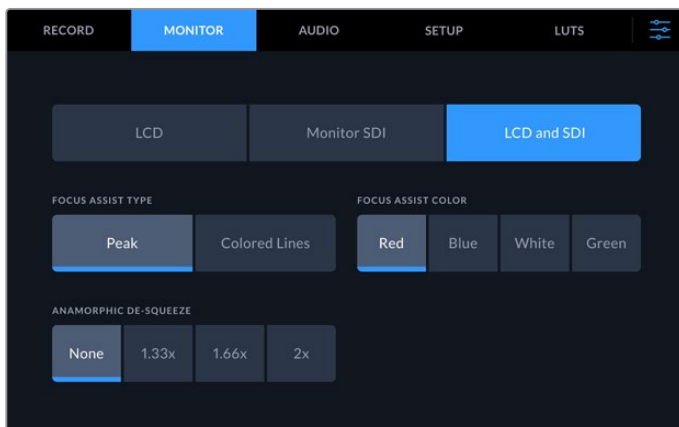 RECORD MONITOR AUDIO SETUP LUTS
LCD Monitor SDI LCD and SDI
FOCUS ASSIST TYPE FOCUS ASSIST COLOR
Peak Colored Lines Red Blue White Green
ANAMORPHIC DE-SQUEEZE
None 1.33x 1.66x 2x